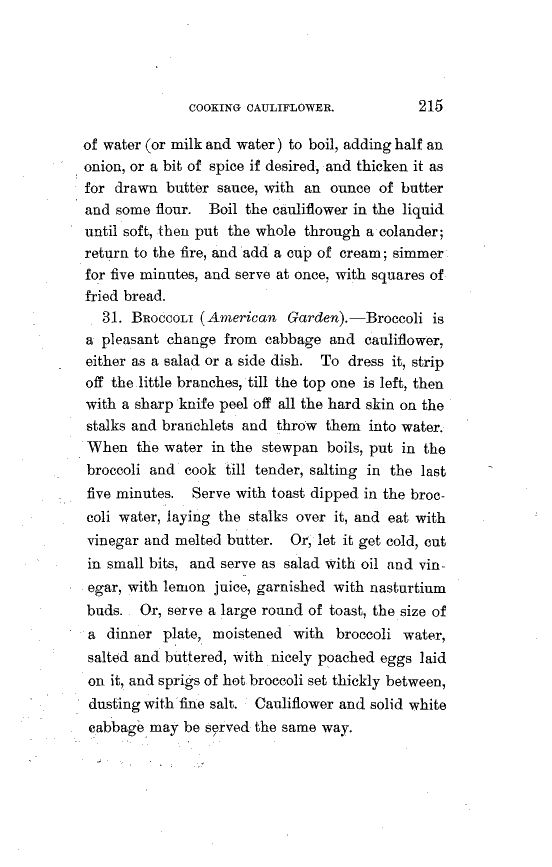 COOKING CAULIFLOWER. 215
of water (or milk and water) to boil, adding half an
onion, or a bit of spice if desired, and thicken it as
for drawn butter sauce, with an ounce of butter
and some flour. Boil the cauliflower in the liquid
until soft, then put the whole through a colander;
return to the fire, and add a cup of cream; simmer
for five minutes, and serve at once, with squares of
fried bread.
31. BROCCOLI (American Garden).—Broccoli is
a pleasant change from cabbage and cauliflower,
either as a salad or a side dish. To dress it, strip
off the little branches, till the top one is left, then
with a sharp knife peel off all the hard skin on the
stalks and branchlets and throw them into water.
When the water in the stewpan boils, put in the
broccoli and cook till tender, salting in the last
five minutes. Serve with toast dipped in the broc-
coli water, laying the stalks over it, and eat with
vinegar and melted butter. Or, let it get cold, cut
in small bits, and serve as salad with oil and vin-
egar, with lemon juice, garnished with nasturtium
buds. Or, serve a large round of toast, the size of
a dinner plate, moistened with broccoli water,
salted and buttered, with nicely poached eggs laid
on it, and sprigs of hot broccoli set thickly between,
dusting with fine salt. Cauliflower and solid white
cabbage may be served the same way.